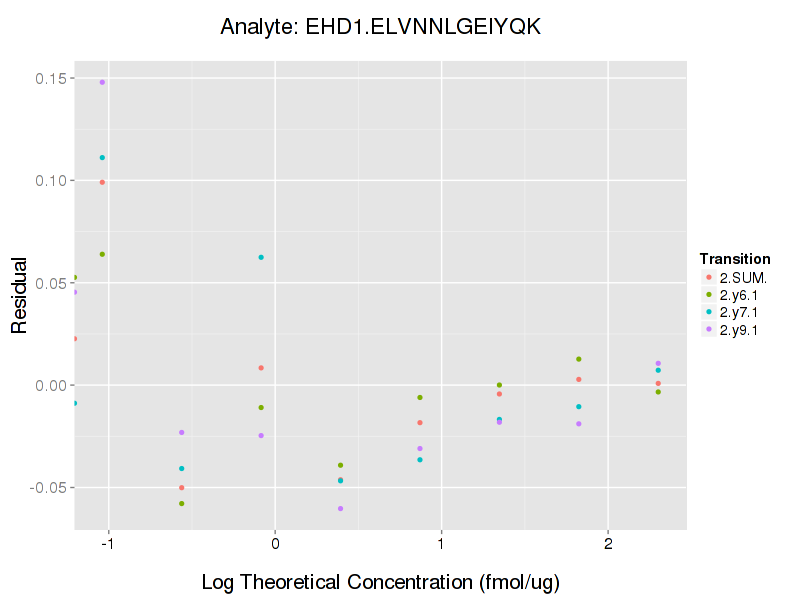 Analyte: EHD1.ELVNNLGEIYQK
Residual
0.15
0.10
0.05
0.00
-0.05
-1
0
1
2
Log Theoretical Concentration (fmol/ug)
Transition
2.SUM.
2.y6.1
2.y7.1
2.y9.1